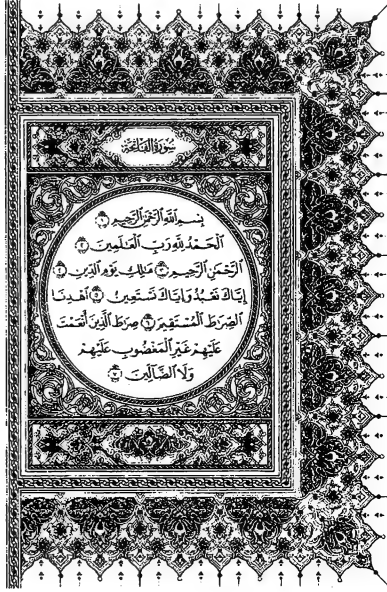 سُورَةُ الفَاتِحَةِ
بِسْمِ ٱللَّهِ ٱلرَّحْمَٰنِ ٱلرَّحِيمِ ١
ٱلْحَمْدُ لِلَّهِ رَبِّ ٱلْعَٰلَمِينَ ٢
ٱلرَّحْمَٰنِ ٱلرَّحِيمِ ٣ مَٰلِكِ يَوْمِ ٱلدِّينِ ٤
إِيَّاكَ نَعْبُدُ وَإِيَّاكَ نَسْتَعِينُ ٥ ٱهْدِنَا
ٱلصِّرَٰطَ ٱلْمُسْتَقِيمَ ٦ صِرَٰطَ ٱلَّذِينَ أَنْعَمْتَ
عَلَيْهِمْ غَيْرِ ٱلْمَغْضُوبِ عَلَيْهِمْ
وَلَا ٱلضَّآلِّينَ ٧